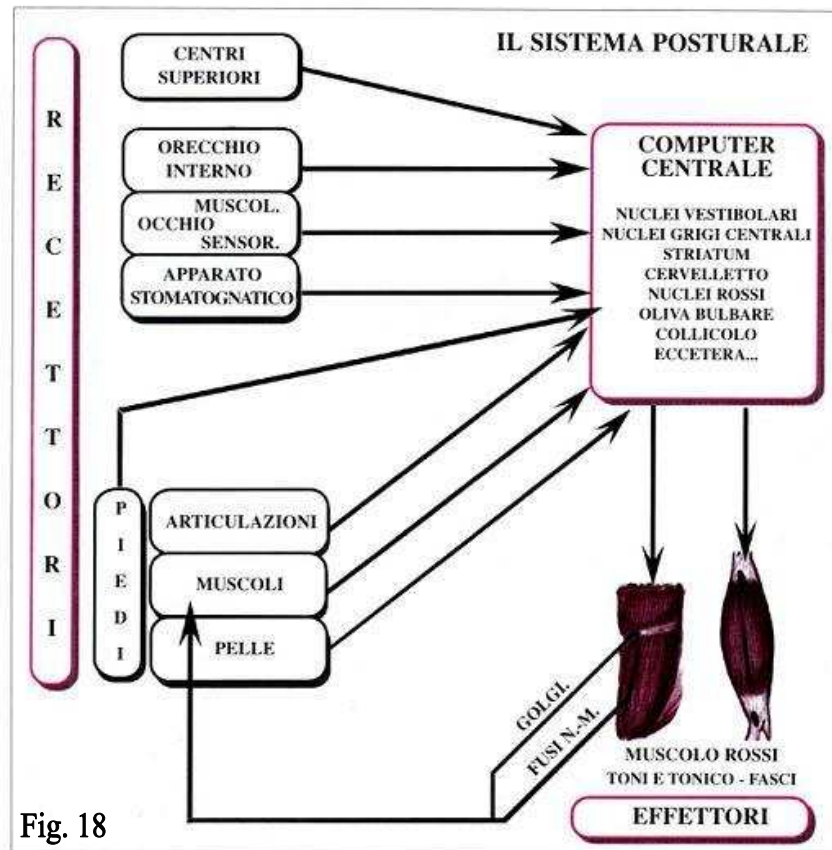 IL SISTEMA POSTURALE
RECETTORI
CENTRI
SUPERIORI
ORECCHIO
INTERNO
MUSCOL.
OCCHIO
SENSOR.
APPARATO
STOMATOGNATICO
COMPUTER
CENTRALE
NUCLEI VESTIBOLARI
NUCLEI GRIGI CENTRALI
STRIATUM
CERVELLETTO
NUCLEI ROSSI
OLIVA BULBARE
COLLICOLO
ECCETERA...
PIEDI
ARTICULAZIONI
MUSCOLI
PELLE
GOLGI.
FUSI N.-M.
MUSCOLO ROSSI
TONI E TONICO - FASCI
EFFETTORI
Fig. 18